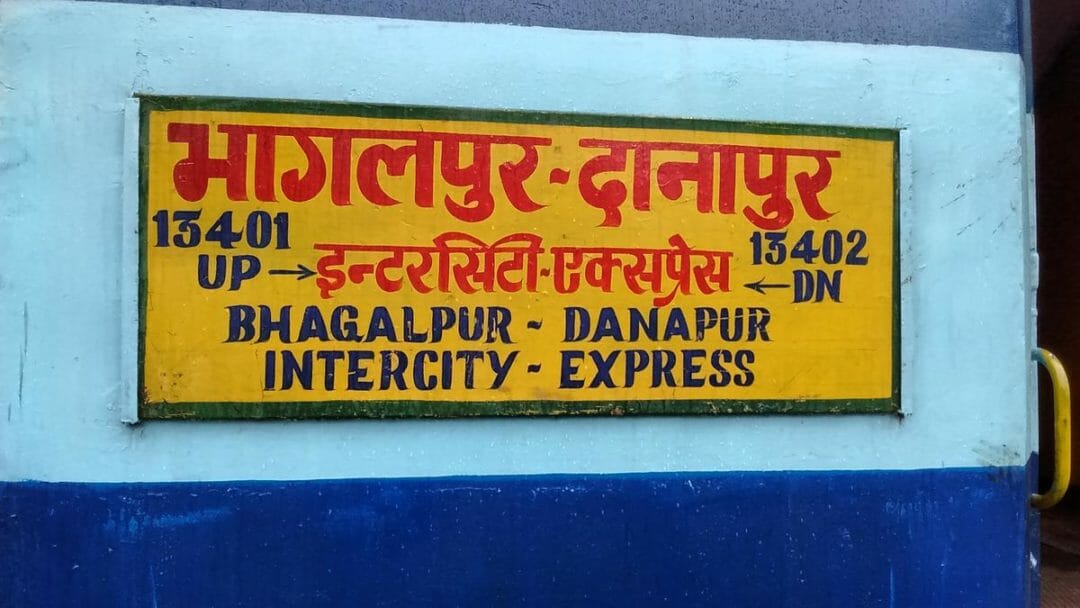 भागलपुर-दानापुर
13401 13402
UP → इन्टरसिटी-एक्सप्रेस ← DN
BHAGALPUR - DANAPUR
INTERCITY - EXPRESS